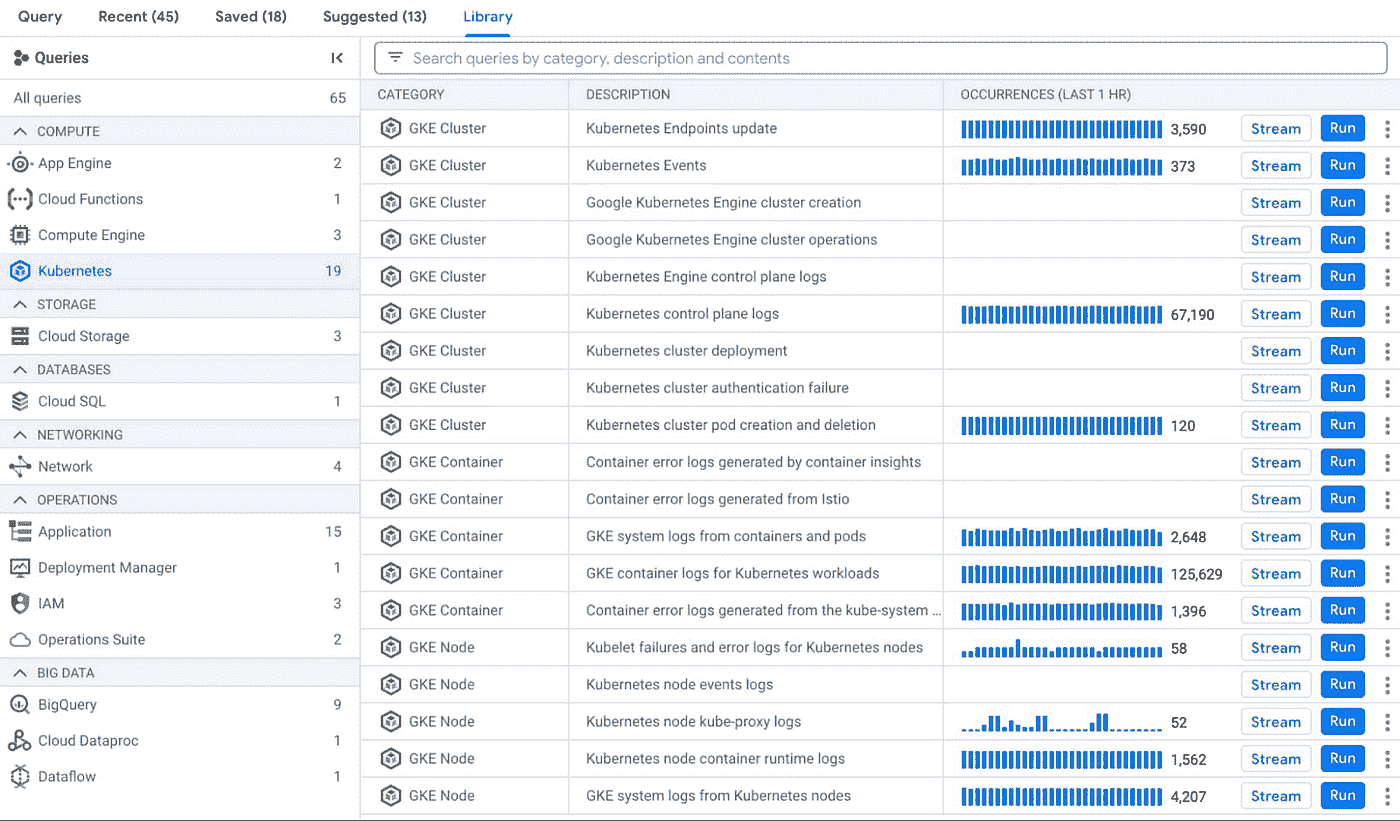 Query Recent (45) Saved (18) Suggested (13) Library
Queries
All queries 65
COMPUTE
App Engine 2
Cloud Functions 1
Compute Engine 3
Kubernetes 19
STORAGE
Cloud Storage 3
DATABASES
Cloud SQL 1
NETWORKING
Network 4
OPERATIONS
Application 15
Deployment Manager 1
IAM 3
Operations Suite 2
BIG DATA
BigQuery 9
Cloud Dataproc 1
Dataflow 1
Search queries by category, description and contents
CATEGORY DESCRIPTION OCCURRENCES (LAST 1 HR)
GKE Cluster Kubernetes Endpoints update 3,590 Stream Run
GKE Cluster Kubernetes Events 373 Stream Run
GKE Cluster Google Kubernetes Engine cluster creation Stream Run
GKE Cluster Google Kubernetes Engine cluster operations Stream Run
GKE Cluster Kubernetes Engine control plane logs Stream Run
GKE Cluster Kubernetes control plane logs 67,190 Stream Run
GKE Cluster Kubernetes cluster deployment Stream Run
GKE Cluster Kubernetes cluster authentication failure Stream Run
GKE Cluster Kubernetes cluster pod creation and deletion 120 Stream Run
GKE Container Container error logs generated by container insights Stream Run
GKE Container Container error logs generated from Istio Stream Run
GKE Container GKE system logs from containers and pods 2,648 Stream Run
GKE Container GKE container logs for Kubernetes workloads 125,629 Stream Run
GKE Container Container error logs generated from the kube-system ... 1,396 Stream Run
GKE Node Kubelet failures and error logs for Kubernetes nodes 58 Stream Run
GKE Node Kubernetes node events logs Stream Run
GKE Node Kubernetes node kube-proxy logs 52 Stream Run
GKE Node Kubernetes node container runtime logs 1,562 Stream Run
GKE Node GKE system logs from Kubernetes nodes 4,207 Stream Run